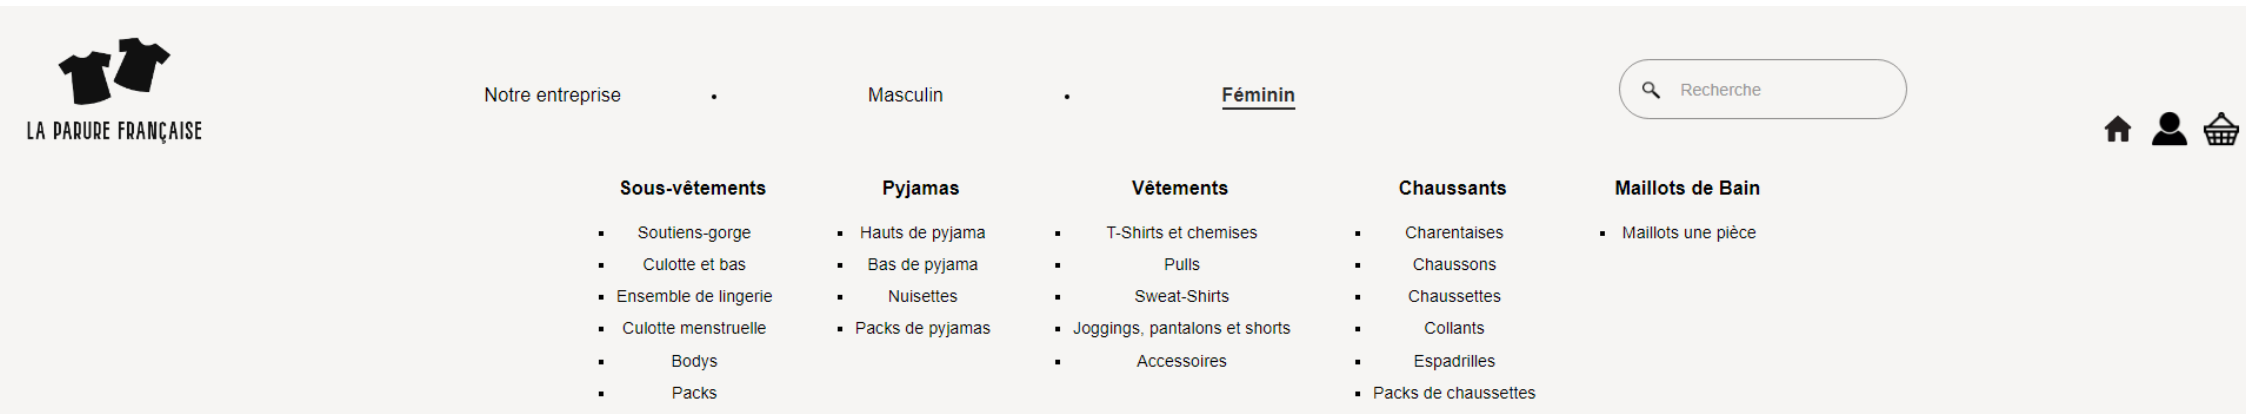 LA PARURE FRANÇAISE
Notre entreprise • Masculin • Féminin
Recherche
Sous-vêtements
▪ Soutiens-gorge
▪ Culotte et bas
▪ Ensemble de lingerie
▪ Culotte menstruelle
▪ Bodys
▪ Packs
Pyjamas
▪ Hauts de pyjama
▪ Bas de pyjama
▪ Nuisettes
▪ Packs de pyjamas
Vêtements
▪ T-Shirts et chemises
▪ Pulls
▪ Sweat-Shirts
▪ Joggings, pantalons et shorts
▪ Accessoires
Chaussants
▪ Charentaises
▪ Chaussons
▪ Chaussettes
▪ Collants
▪ Espadrilles
▪ Packs de chaussettes
Maillots de Bain
▪ Maillots une pièce